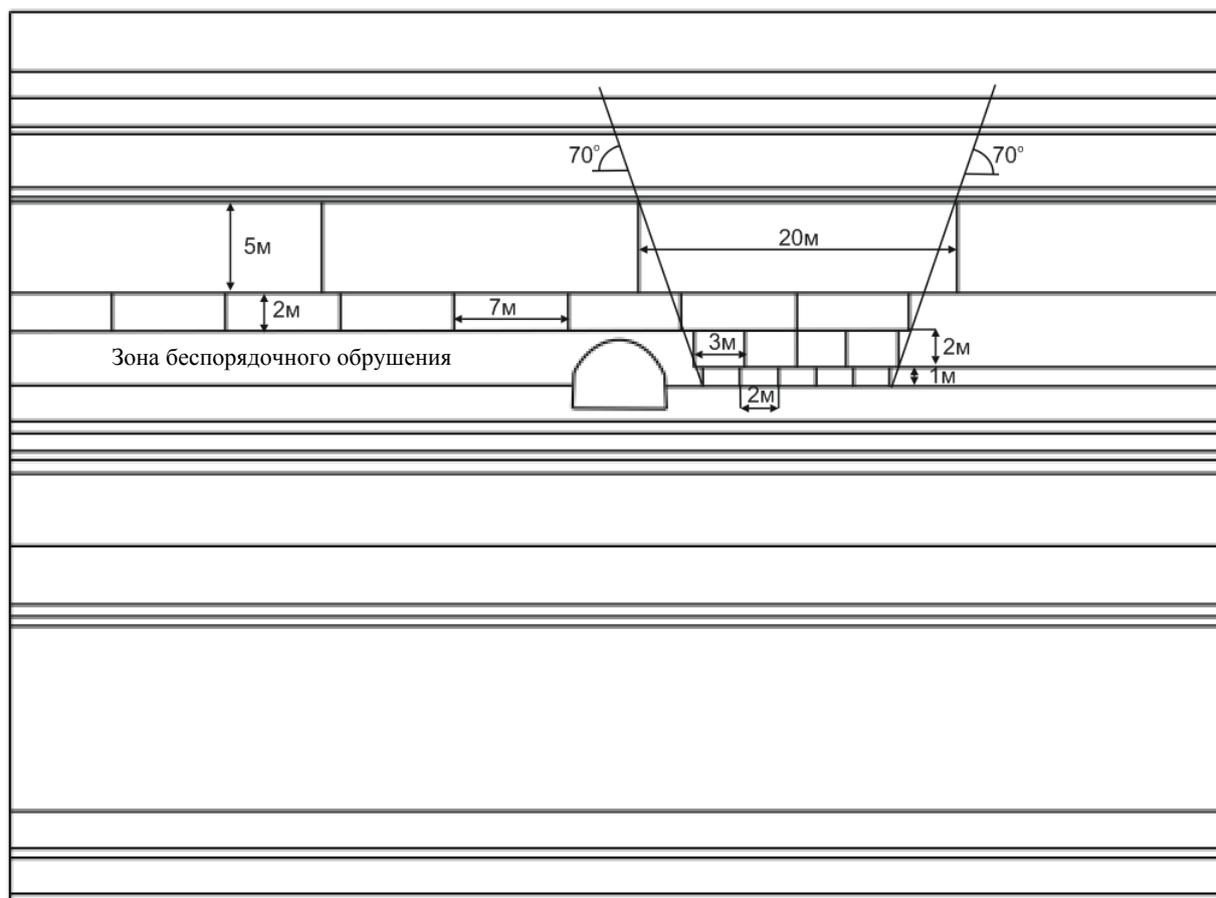 70°
70°
5м
20м
2м
7м
3м
2м
Зона беспорядочного обрушения
1м
2м